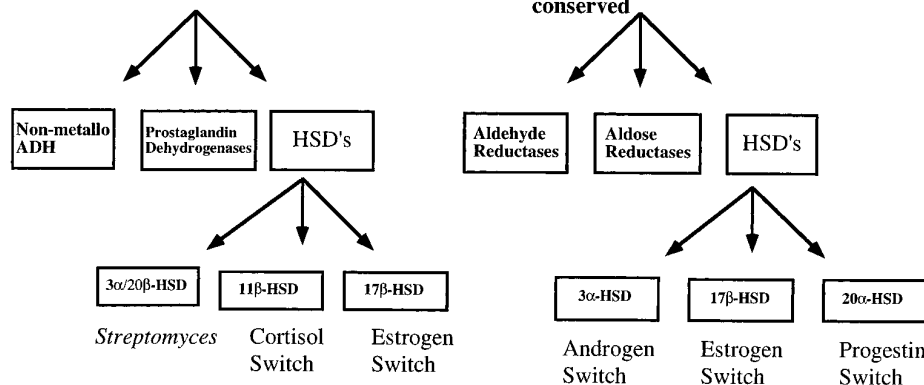 conserved
Non-metallo
ADH
Prostaglandin
Dehydrogenases
HSD's
Aldehyde
Reductases
Aldose
Reductases
HSD's
3α/20β-HSD
11β-HSD
17β-HSD
Streptomyces
Cortisol
Switch
Estrogen
Switch
3α-HSD
17β-HSD
20α-HSD
Androgen
Switch
Estrogen
Switch
Progestin
Switch